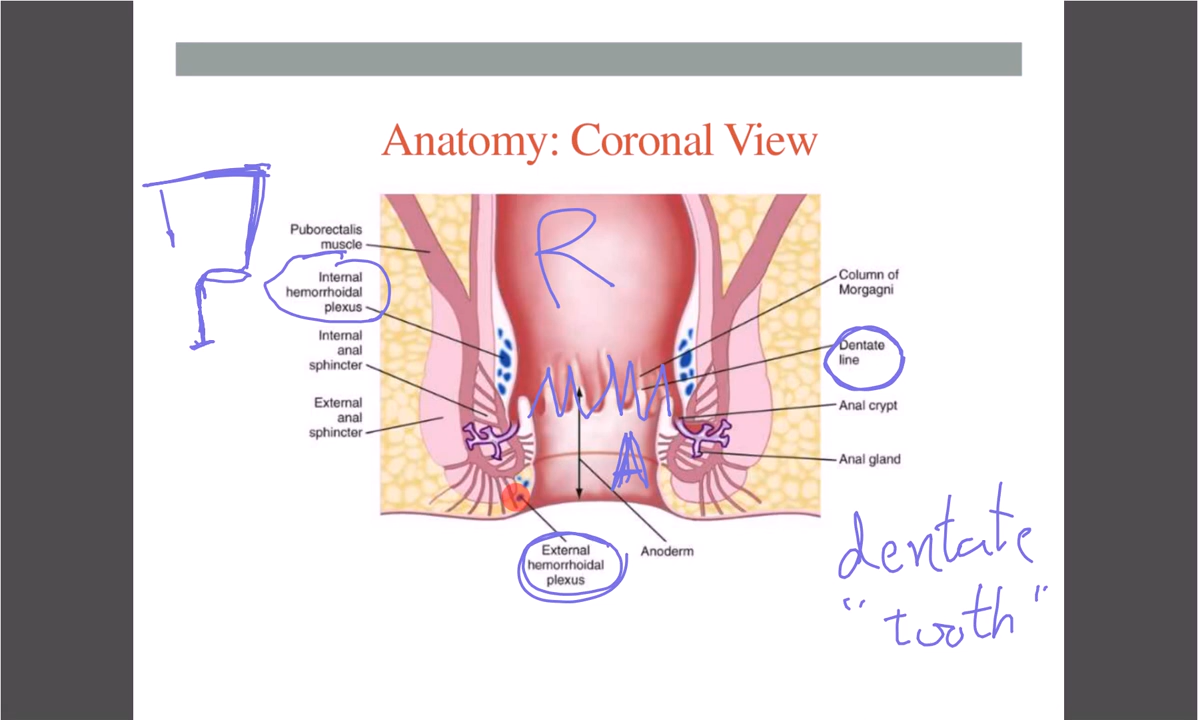 Anatomy: Coronal View
R
Puborectalis
muscle
Internal
hemorrhoidal
plexus
Internal
anal
sphincter
External
anal
sphincter
Column of
Morgagni
Dentate
line
Anal crypt
Anal gland
A
External
hemorrhoidal
plexus
Anoderm
dentate
"tooth"